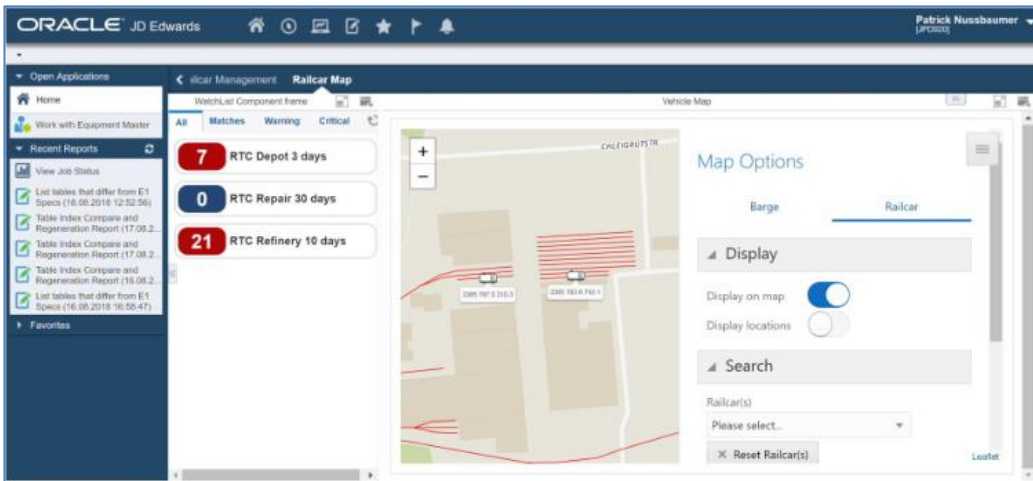 ORACLE JD Edwards
Patrick Nussbaumer
[JPD920]
Open Applications
Home
Work with Equipment Master
Recent Reports
View Job Status
List tables that differ from E1
Specs (18.08.2018 12:52:56)
Table Index Compare and
Regeneration Report (17.08.2...
Table Index Compare and
Regeneration Report (17.08.2...
Table Index Compare and
Regeneration Report (16.08.2...
List tables that differ from E1
Specs (16.08.2018 16:58:47)
Favorites
ilcar Management Railcar Map
WatchList Component frame
All Matches Warning Critical
7 RTC Depot 3 days
0 RTC Repair 30 days
21 RTC Refinery 10 days
Vehicle Map
+
−
Map Options
Barge Railcar
Display
Display on map
Display locations
Search
Railcar(s)
Please select...
Reset Railcar(s)
Leaflet